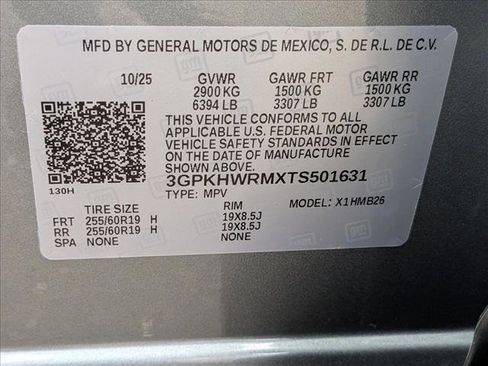 MFD BY GENERAL MOTORS DE MEXICO, S. DE R.L. DE C.V.
10/25 GVWR GAWR FRT GAWR RR
2900 KG 1500 KG 1500 KG
6394 LB 3307 LB 3307 LB
THIS VEHICLE CONFORMS TO ALL
APPLICABLE U.S. FEDERAL MOTOR
VEHICLE SAFETY STANDARDS IN
EFFECT ON THE DATE OF
MANUFACTURE SHOWN ABOVE.
3GPKHWRMXTS501631
130H TYPE: MPV MODEL: X1HMB26
TIRE SIZE RIM
FRT 255/60R19 H 19X8.5J
RR 255/60R19 H 19X8.5J
SPA NONE NONE